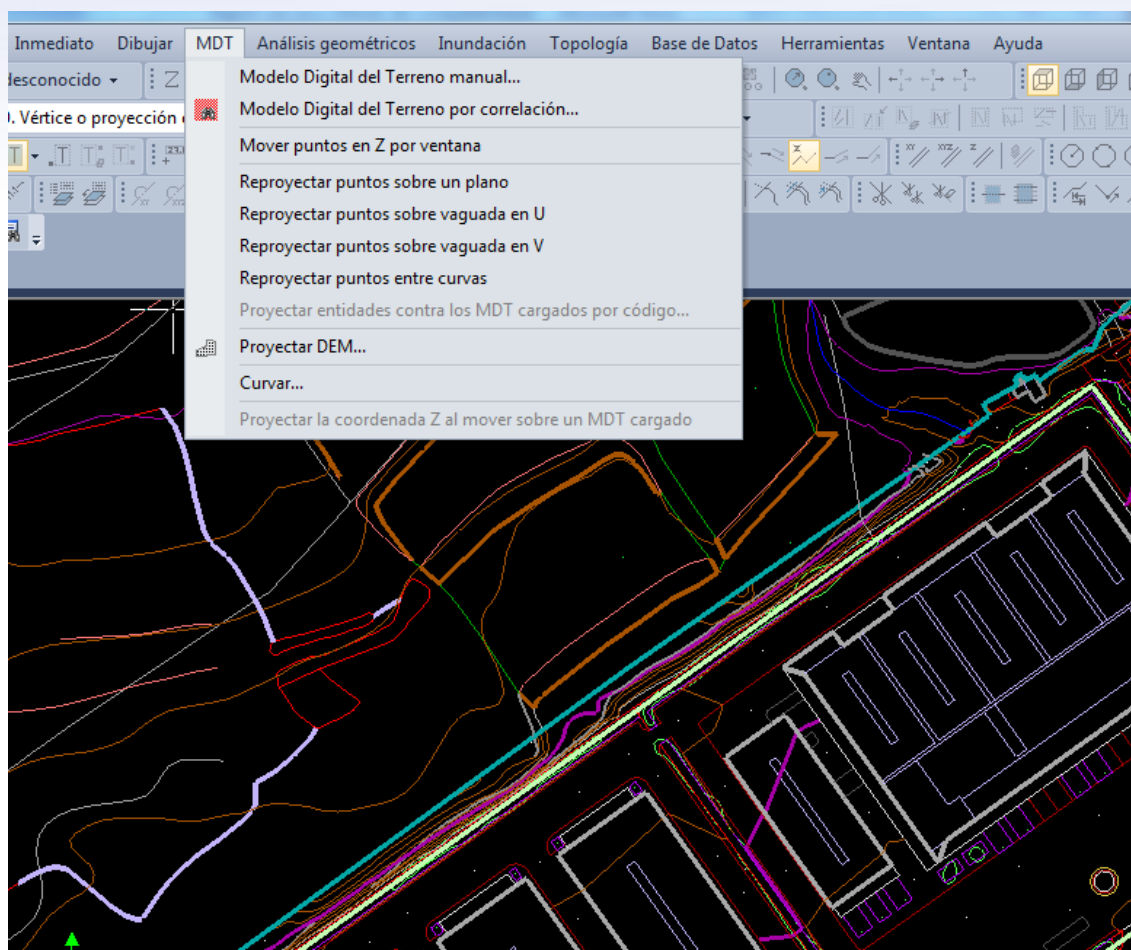 Inmediato Dibujar MDT Análisis geométricos Inundación Topología Base de Datos Herramientas Ventana Ayuda
desconocido
Modelo Digital del Terreno manual...
Modelo Digital del Terreno por correlación...
. Vértice o proyección
Mover puntos en Z por ventana
Reproyectar puntos sobre un plano
Reproyectar puntos sobre vaguada en U
Reproyectar puntos sobre vaguada en V
Reproyectar puntos entre curvas
Proyectar entidades contra los MDT cargados por código...
Proyectar DEM...
Curvar...
Proyectar la coordenada Z al mover sobre un MDT cargado